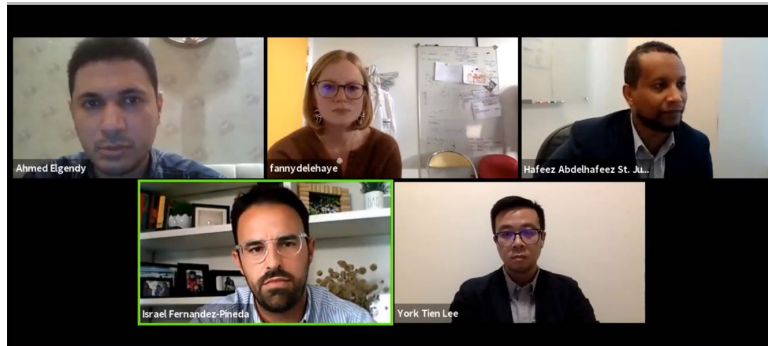 Ahmed Elgendy
fannydelehaye
Hafeez Abdelhafeez St. Ju...
Israel Fernandez-Pineda
York Tien Lee